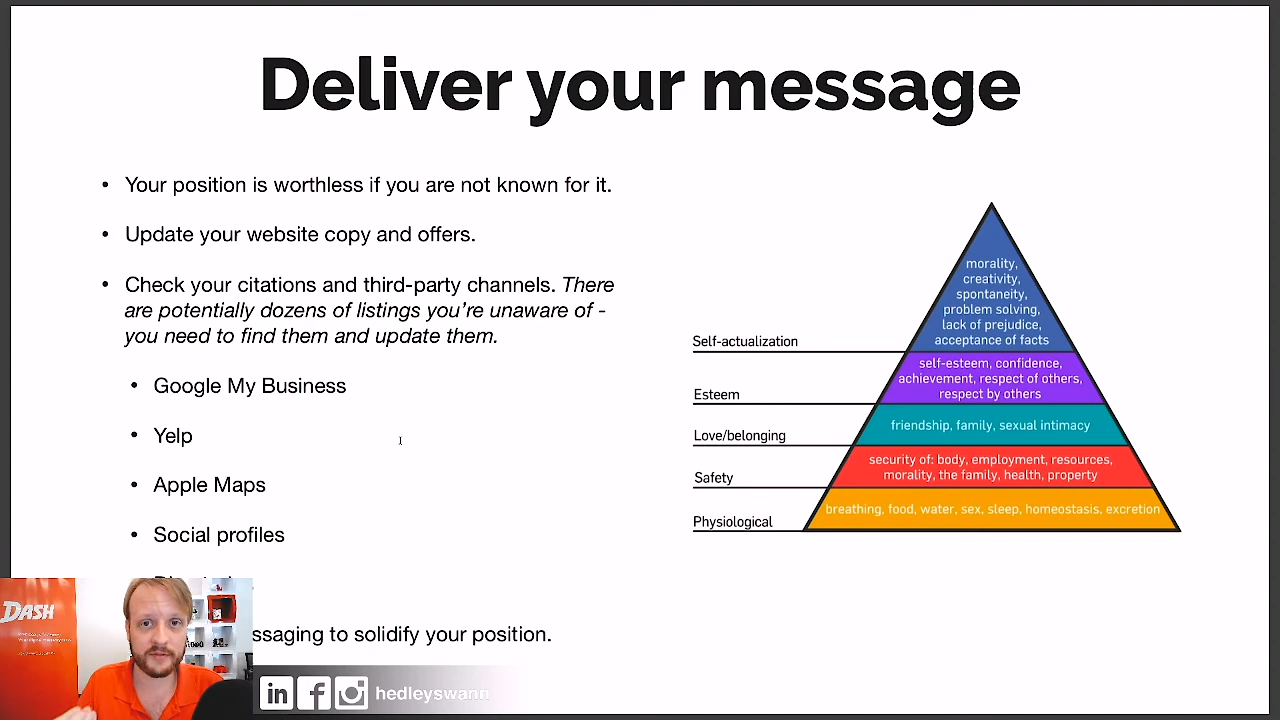 Deliver your message
• Your position is worthless if you are not known for it.
• Update your website copy and offers.
• Check your citations and third-party channels. There
are potentially dozens of listings you're unaware of -
you need to find them and update them.
• Google My Business
• Yelp
• Apple Maps
• Social profiles
ssaging to solidify your position.
morality,
creativity,
spontaneity,
problem solving,
lack of prejudice,
acceptance of facts
Self-actualization
self-esteem, confidence,
achievement, respect of others,
respect by others
Esteem
friendship, family, sexual intimacy
Love/belonging
security of: body, employment, resources,
morality, the family, health, property
Safety
breathing, food, water, sex, sleep, homeostasis, excretion
Physiological
DASH
in f hedleyswann